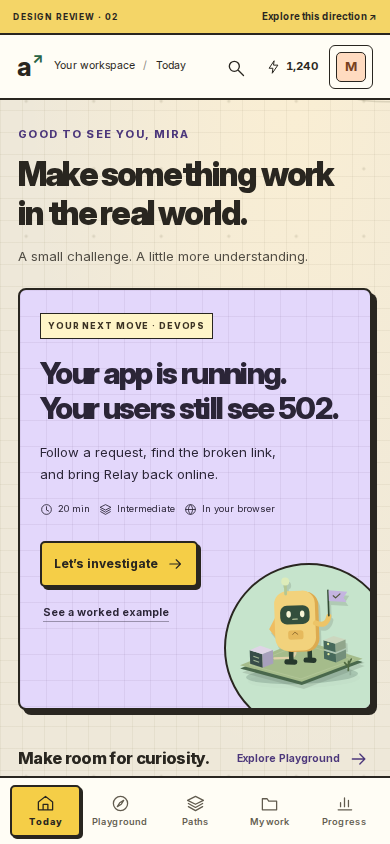 DESIGN REVIEW · 02
Explore this direction ↗
a↗
Your workspace / Today
1,240
M
GOOD TO SEE YOU, MIRA
Make something work
in the real world.
A small challenge. A little more understanding.
YOUR NEXT MOVE · DEVOPS
Your app is running.
Your users still see 502.
Follow a request, find the broken link,
and bring Relay back online.
20 min
Intermediate
In your browser
Let's investigate →
See a worked example
Make room for curiosity.
Explore Playground →
Today
Playground
Paths
My work
Progress